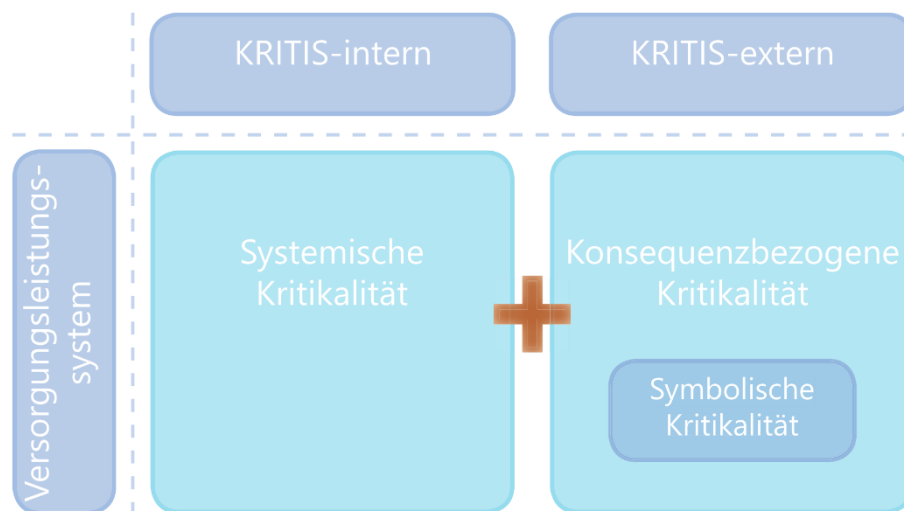 KRITIS-intern
KRITIS-extern
Versorgungsleistungs-
system
Systemische
Kritikalität
Konsequenzbezogene
Kritikalität
Symbolische
Kritikalität